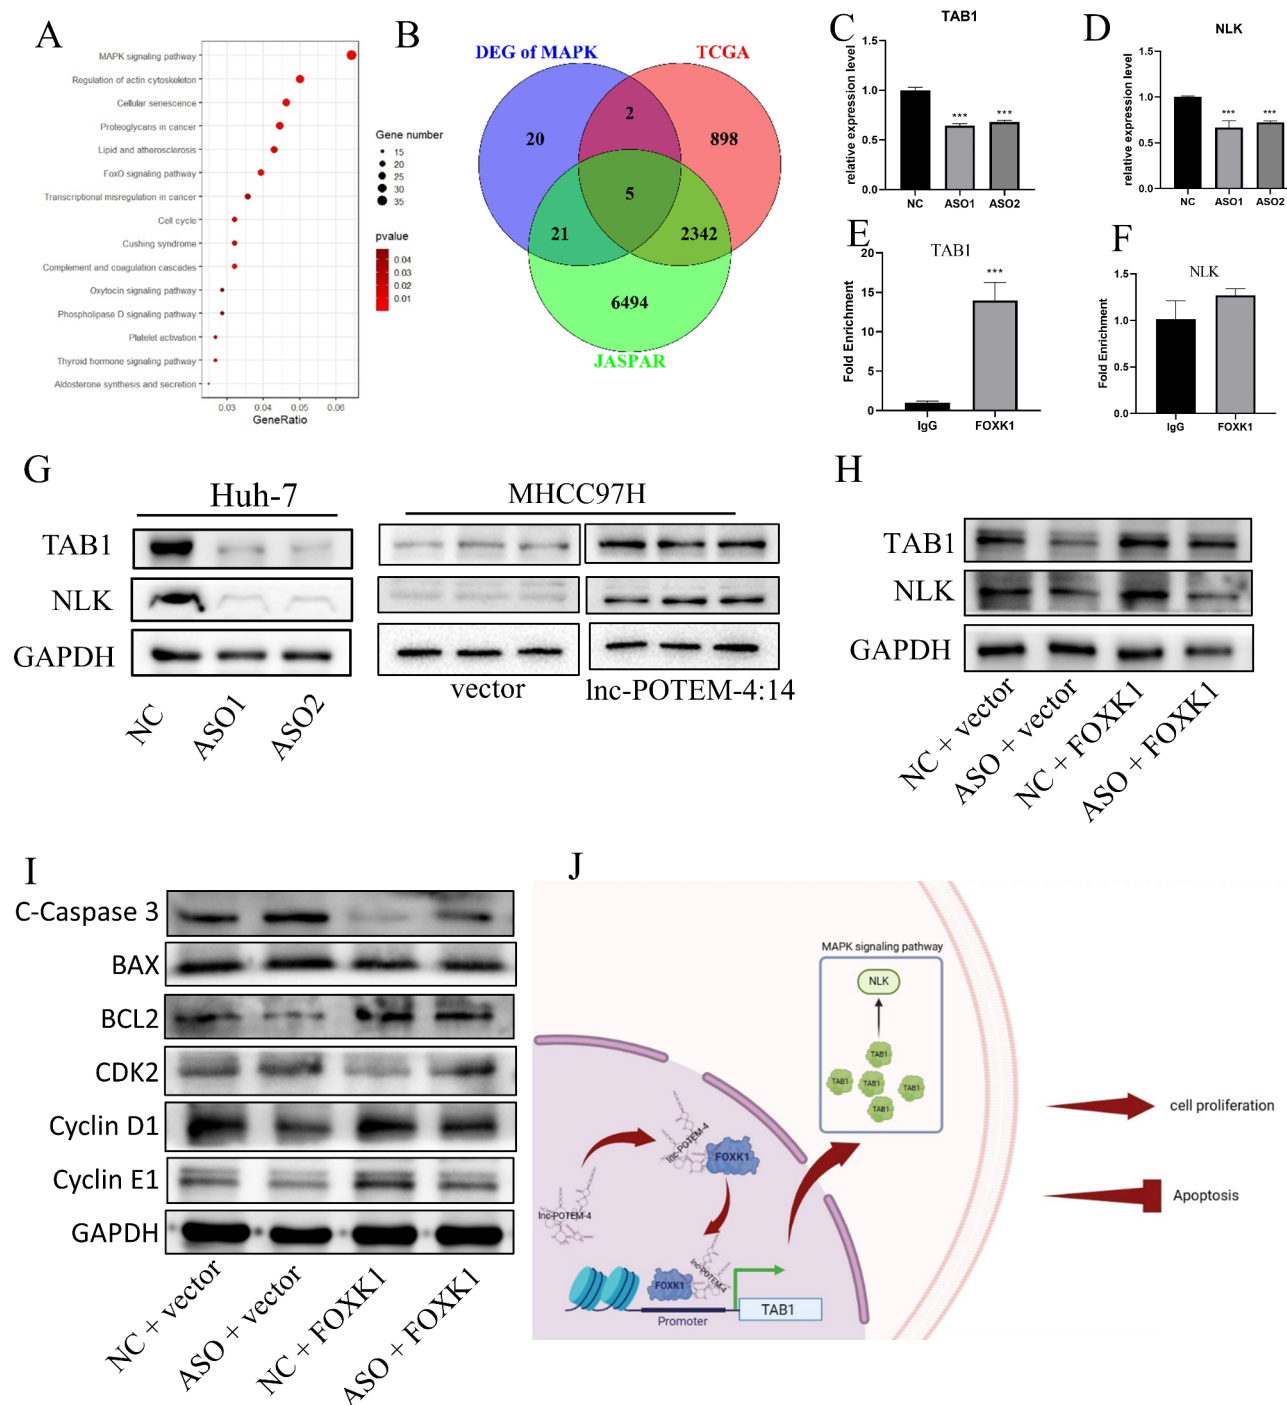 A
MAPK signaling pathway
Regulation of actin cytoskeleton
Cellular senescence
Proteoglycans in cancer
Lipid and atherosclerosis
FoxO signaling pathway
Transcriptional misregulation in cancer
Cell cycle
Cushing syndrome
Complement and coagulation cascades
Oxytocin signaling pathway
Phospholipase D signaling pathway
Platelet activation
Thyroid hormone signaling pathway
Aldosterone synthesis and secretion
0.03 0.04 0.05 0.06
GeneRatio
Gene number
15
20
25
30
35
pvalue
0.04
0.03
0.02
0.01
B
DEG of MAPK
TCGA
2
20
898
5
21
2342
6494
JASPAR
C
TAB1
relative expression level
1.5
1.0
0.5
0.0
*** ***
NC ASO1 ASO2
D
NLK
relative expression level
1.5
1.0
0.5
0.0
*** ***
NC ASO1 ASO2
E
TAB1
Fold Enrichment
20
15
10
5
0
***
IgG FOXK1
F
NLK
Fold Enrichment
1.5
1.0
0.5
0.0
IgG FOXK1
G
Huh-7
MHCC97H
TAB1
NLK
GAPDH
NC ASO1 ASO2
vector lnc-POTEM-4:14
H
TAB1
NLK
GAPDH
NC + vector
ASO + vector
NC + FOXK1
ASO + FOXK1
I
C-Caspase 3
BAX
BCL2
CDK2
Cyclin D1
Cyclin E1
GAPDH
NC + vector
ASO + vector
NC + FOXK1
ASO + FOXK1
J
MAPK signaling pathway
NLK
TAB1
TAB1
TAB1
TAB1
TAB1
lnc-POTEM-4
FOXK1
lnc-POTEM-4
FOXK1
lnc-POTEM-4
Promoter
TAB1
cell proliferation
Apoptosis